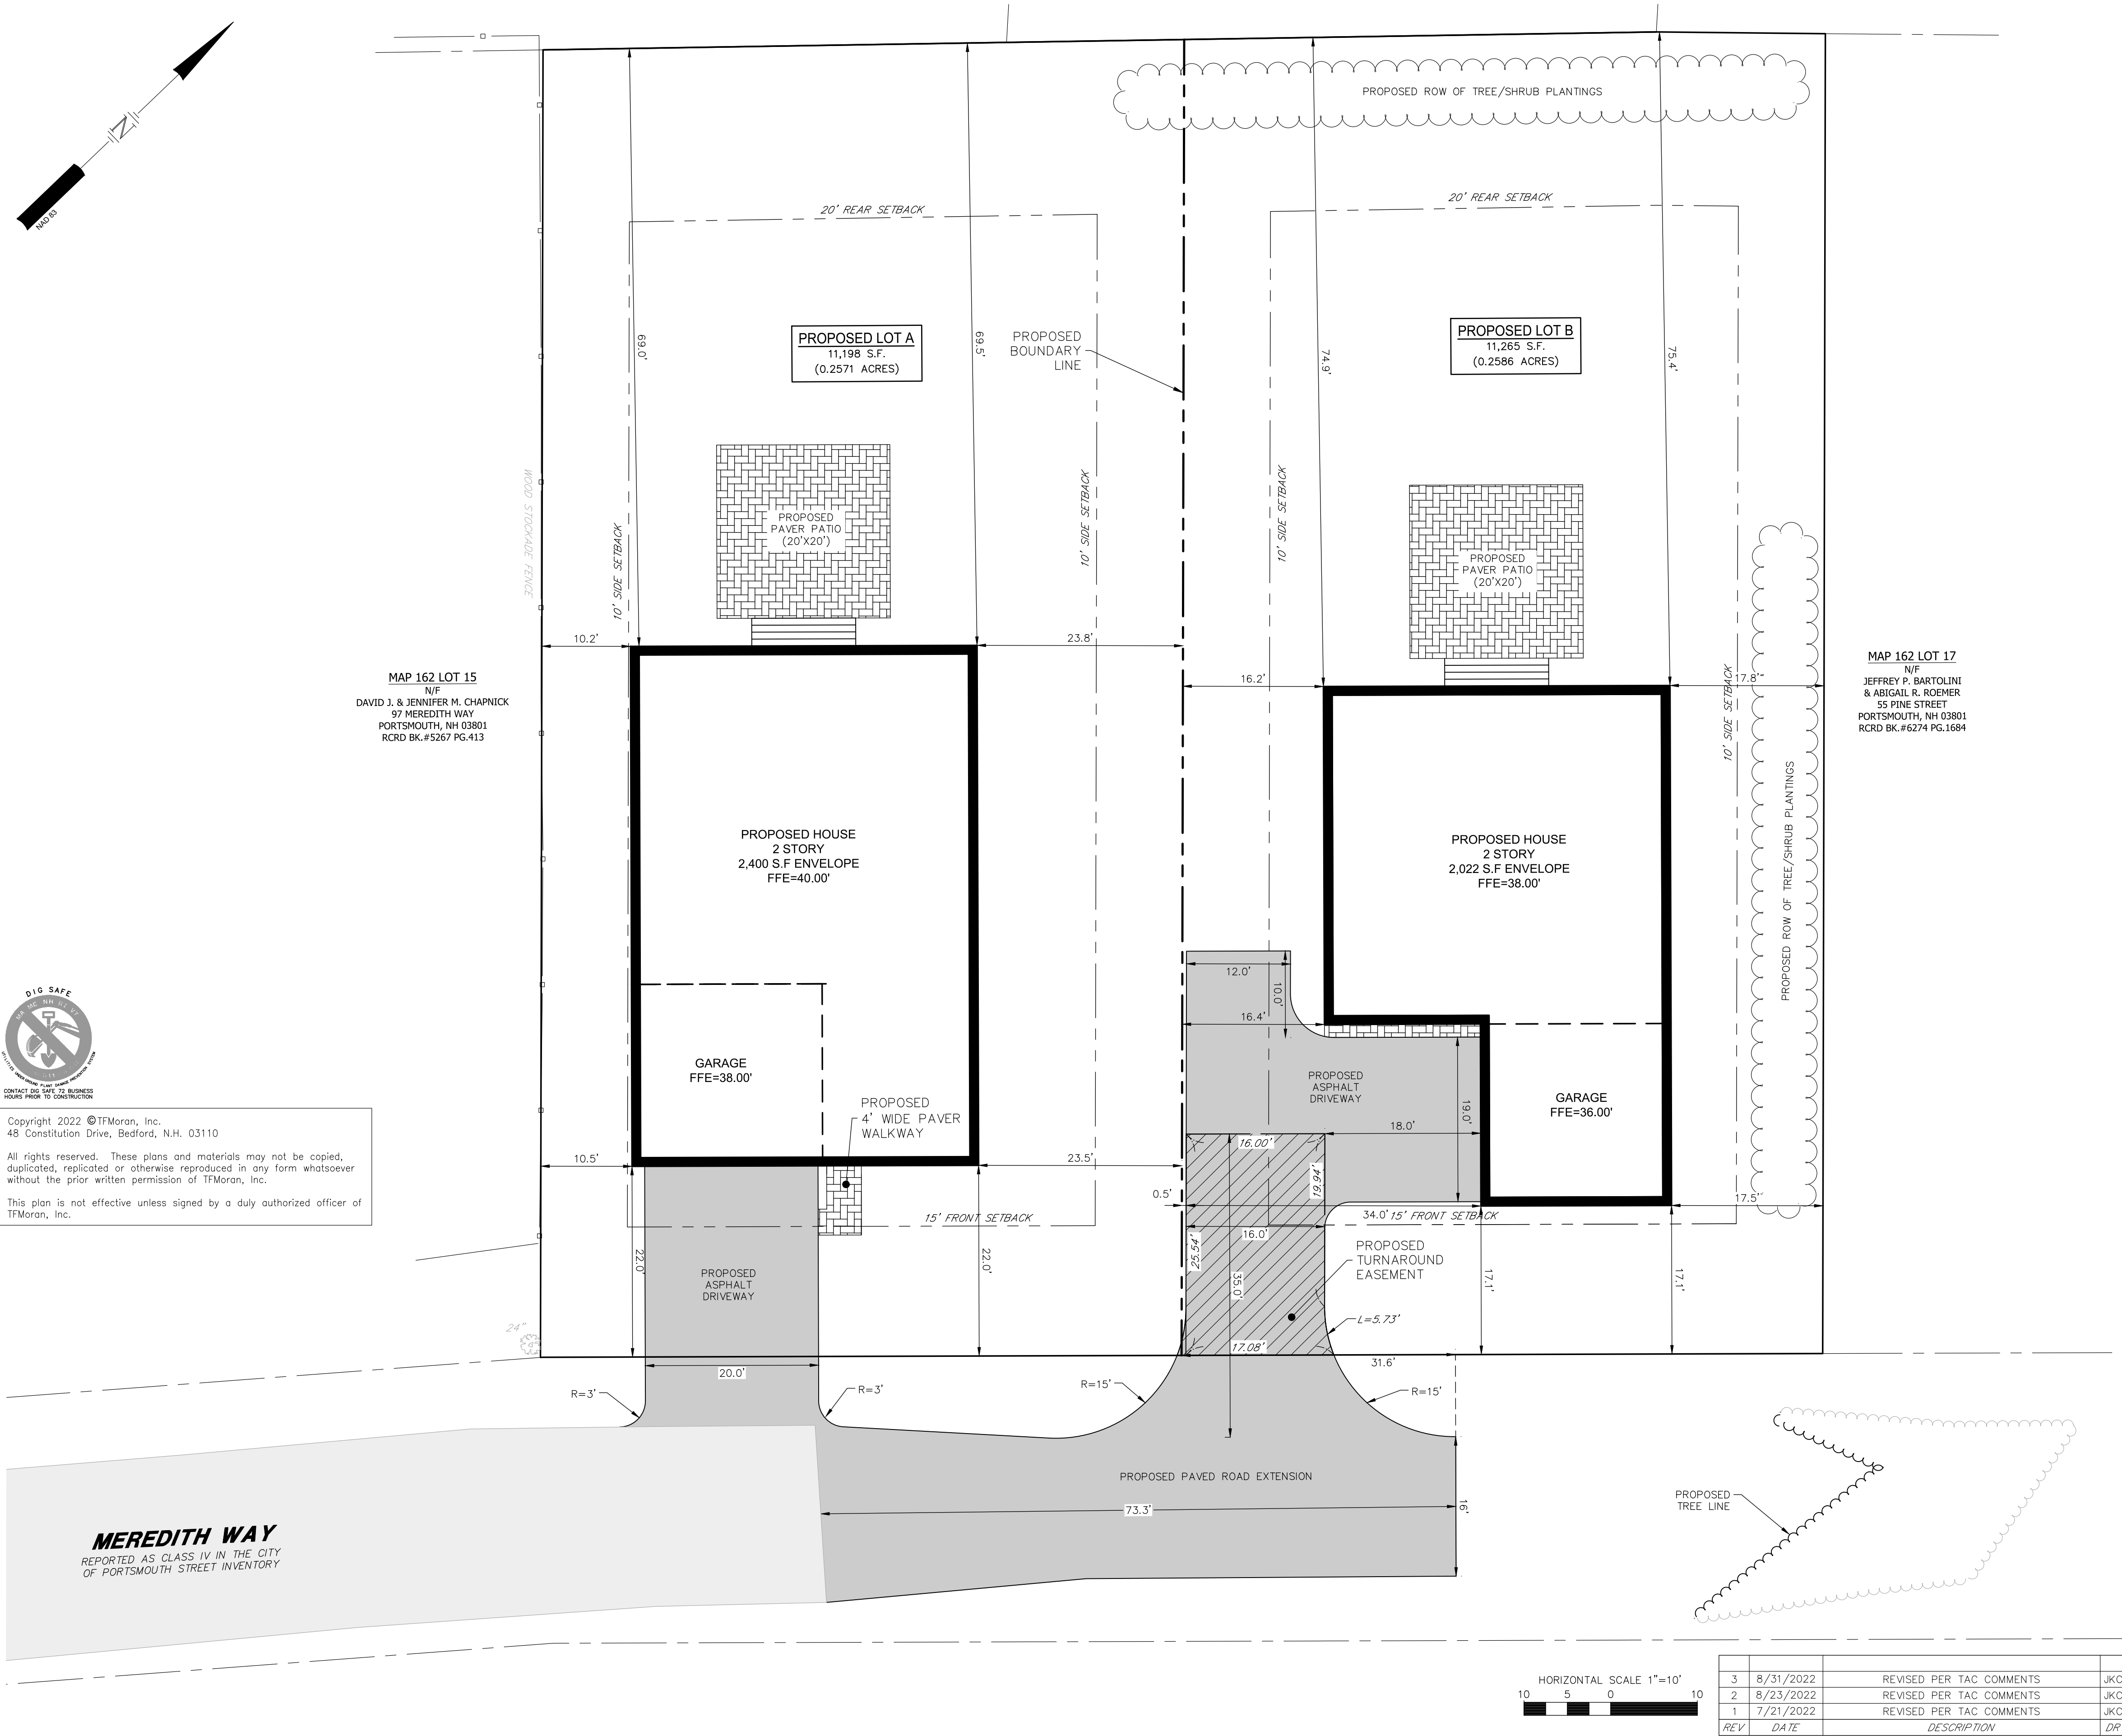 N
NAD 83
PROPOSED ROW OF TREE/SHRUB PLANTINGS
20' REAR SETBACK
20' REAR SETBACK
69.0'
69.5'
74.9'
75.4'
PROPOSED LOT A
11,198 S.F.
(0.2571 ACRES)
PROPOSED
BOUNDARY
LINE
PROPOSED LOT B
11,265 S.F.
(0.2586 ACRES)
WOOD STOCKADE FENCE
10' SIDE SETBACK
10' SIDE SETBACK
10' SIDE SETBACK
10' SIDE SETBACK
PROPOSED
PAVER PATIO
(20'X20')
PROPOSED
PAVER PATIO
(20'X20')
10.2'
23.8'
16.2'
17.8'
MAP 162 LOT 15
N/F
DAVID J. & JENNIFER M. CHAPNICK
97 MEREDITH WAY
PORTSMOUTH, NH 03801
RCRD BK.#5267 PG.413
MAP 162 LOT 17
N/F
JEFFREY P. BARTOLINI
& ABIGAIL R. ROEMER
55 PINE STREET
PORTSMOUTH, NH 03801
RCRD BK.#6274 PG.1684
PROPOSED HOUSE
2 STORY
2,400 S.F ENVELOPE
FFE=40.00'
PROPOSED HOUSE
2 STORY
2,022 S.F ENVELOPE
FFE=38.00'
PROPOSED ROW OF TREE/SHRUB PLANTINGS
12.0'
10.0'
16.4'
GARAGE
FFE=38.00'
PROPOSED
4' WIDE PAVER
WALKWAY
PROPOSED
ASPHALT
DRIVEWAY
GARAGE
FFE=36.00'
19.0'
18.0'
16.00'
19.94'
10.5'
23.5'
0.5'
17.5'
34.0'
15' FRONT SETBACK
15' FRONT SETBACK
16.0'
22.0'
22.0'
25.54'
35.0'
PROPOSED
TURNAROUND
EASEMENT
17.1'
17.1'
PROPOSED
ASPHALT
DRIVEWAY
L=5.73'
17.08'
31.6'
24"
20.0'
R=3'
R=3'
R=15'
R=15'
PROPOSED PAVED ROAD EXTENSION
73.3'
16'
PROPOSED
TREE LINE
MEREDITH WAY
REPORTED AS CLASS IV IN THE CITY
OF PORTSMOUTH STREET INVENTORY
DIG SAFE
MA ME NH RI VT
UTILITIES UNDERGROUND PLANT DAMAGE PREVENTION SYSTEM
CONTACT DIG SAFE 72 BUSINESS
HOURS PRIOR TO CONSTRUCTION
Copyright 2022 ©TFMoran, Inc.
48 Constitution Drive, Bedford, N.H. 03110
All rights reserved. These plans and materials may not be copied,
duplicated, replicated or otherwise reproduced in any form whatsoever
without the prior written permission of TFMoran, Inc.
This plan is not effective unless signed by a duly authorized officer of
TFMoran, Inc.
HORIZONTAL SCALE 1"=10'
10 5 0 10
3 8/31/2022 REVISED PER TAC COMMENTS
2 8/23/2022 REVISED PER TAC COMMENTS
1 7/21/2022 REVISED PER TAC COMMENTS
REV DATE DESCRIPTION DR